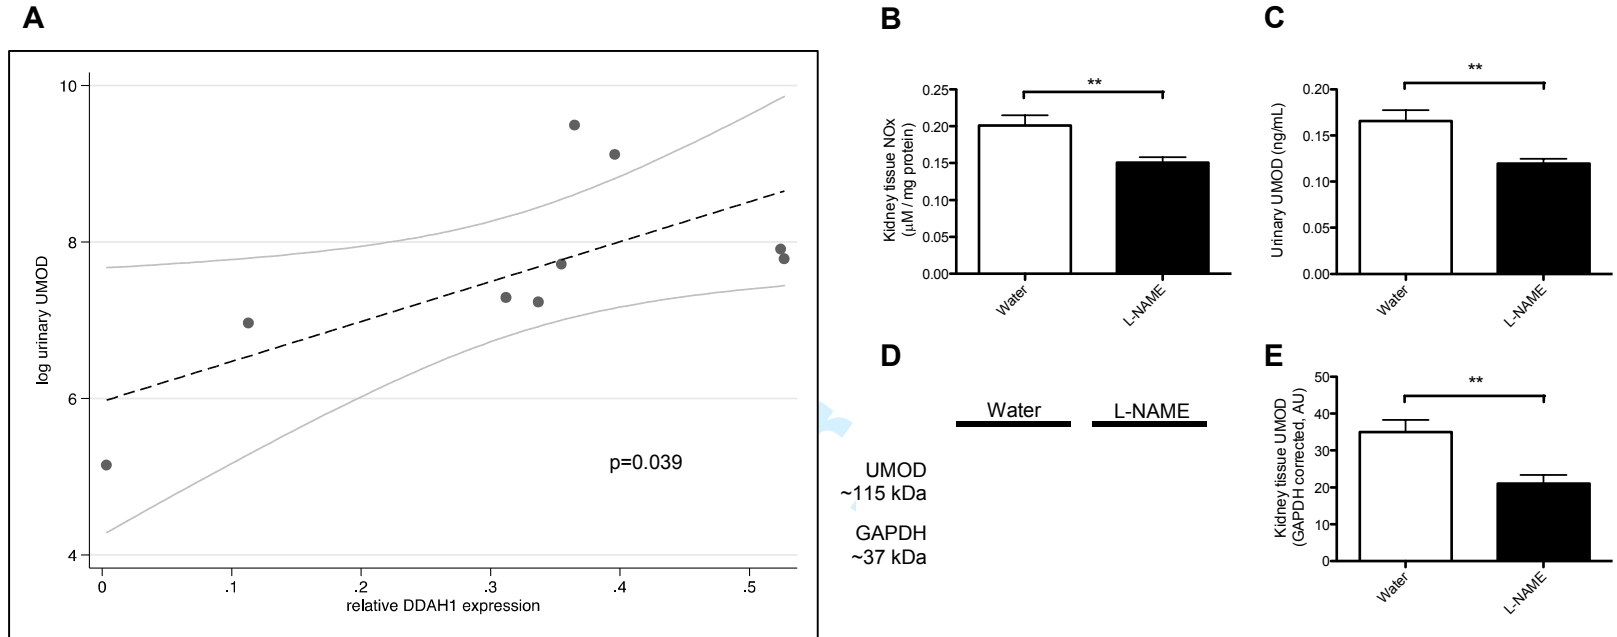 A
10
8
6
4
log urinary UMOD
p=0.039
0 .1 .2 .3 .4 .5
relative DDAH1 expression
B
**
0.25
0.20
0.15
0.10
0.05
0.00
Kidney tissue NOx
(µM / mg protein)
Water
L-NAME
C
**
0.20
0.15
0.10
0.05
0.00
Urinary UMOD (ng/mL)
Water
L-NAME
D
Water L-NAME
UMOD
~115 kDa
GAPDH
~37 kDa
E
**
50
40
30
20
10
0
Kidney tissue UMOD
(GAPDH corrected, AU)
Water
L-NAME